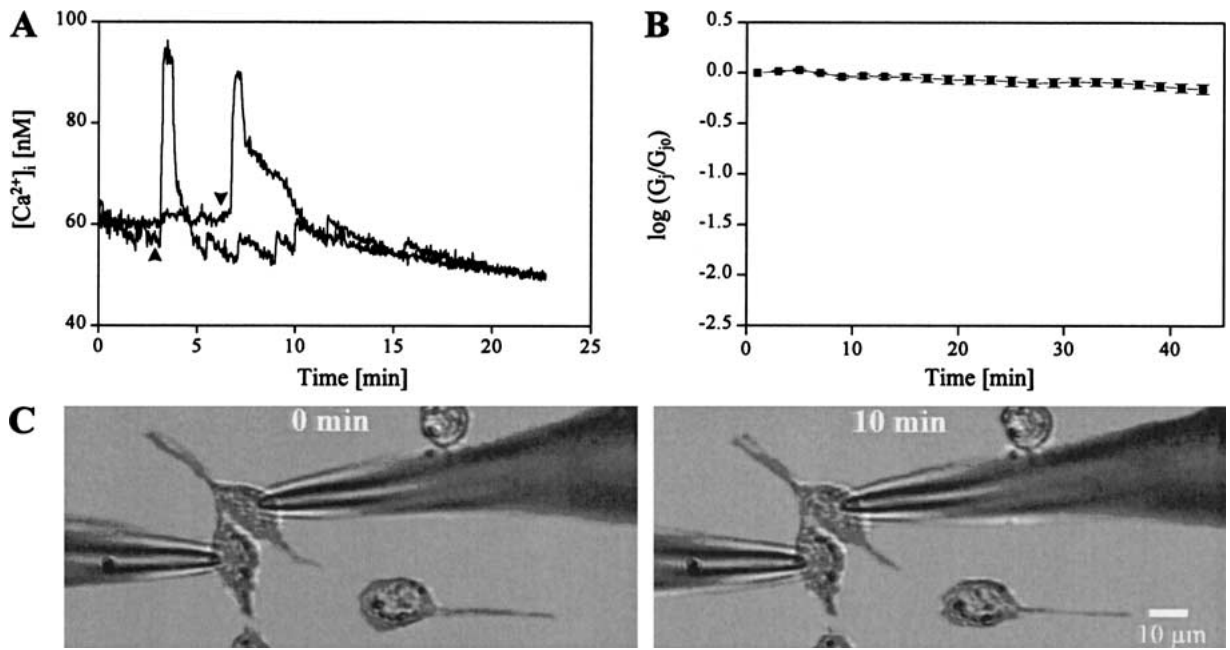 A
[Ca²⁺]ᵢ [nM]
100
80
60
40
0
5
10
15
20
25
Time [min]
B
log (Gⱼ/Gⱼ₀)
0.5
0.0
-0.5
-1.0
-1.5
-2.0
-2.5
0
10
20
30
40
Time [min]
C
0 min
10 min
10 µm